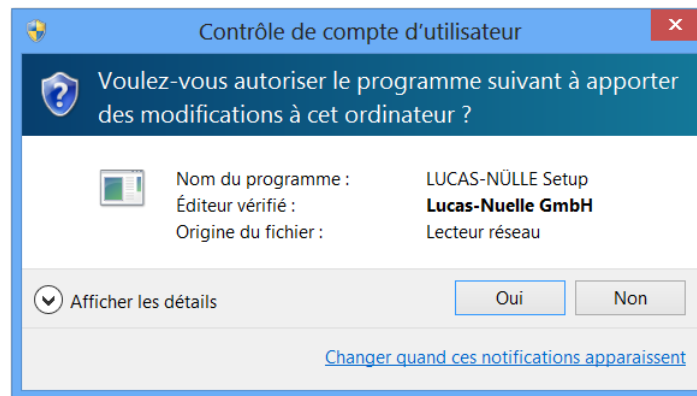 Contrôle de compte d'utilisateur
Voulez-vous autoriser le programme suivant à apporter
des modifications à cet ordinateur ?
Nom du programme : LUCAS-NÜLLE Setup
Éditeur vérifié : Lucas-Nuelle GmbH
Origine du fichier : Lecteur réseau
Afficher les détails Oui Non
Changer quand ces notifications apparaissent